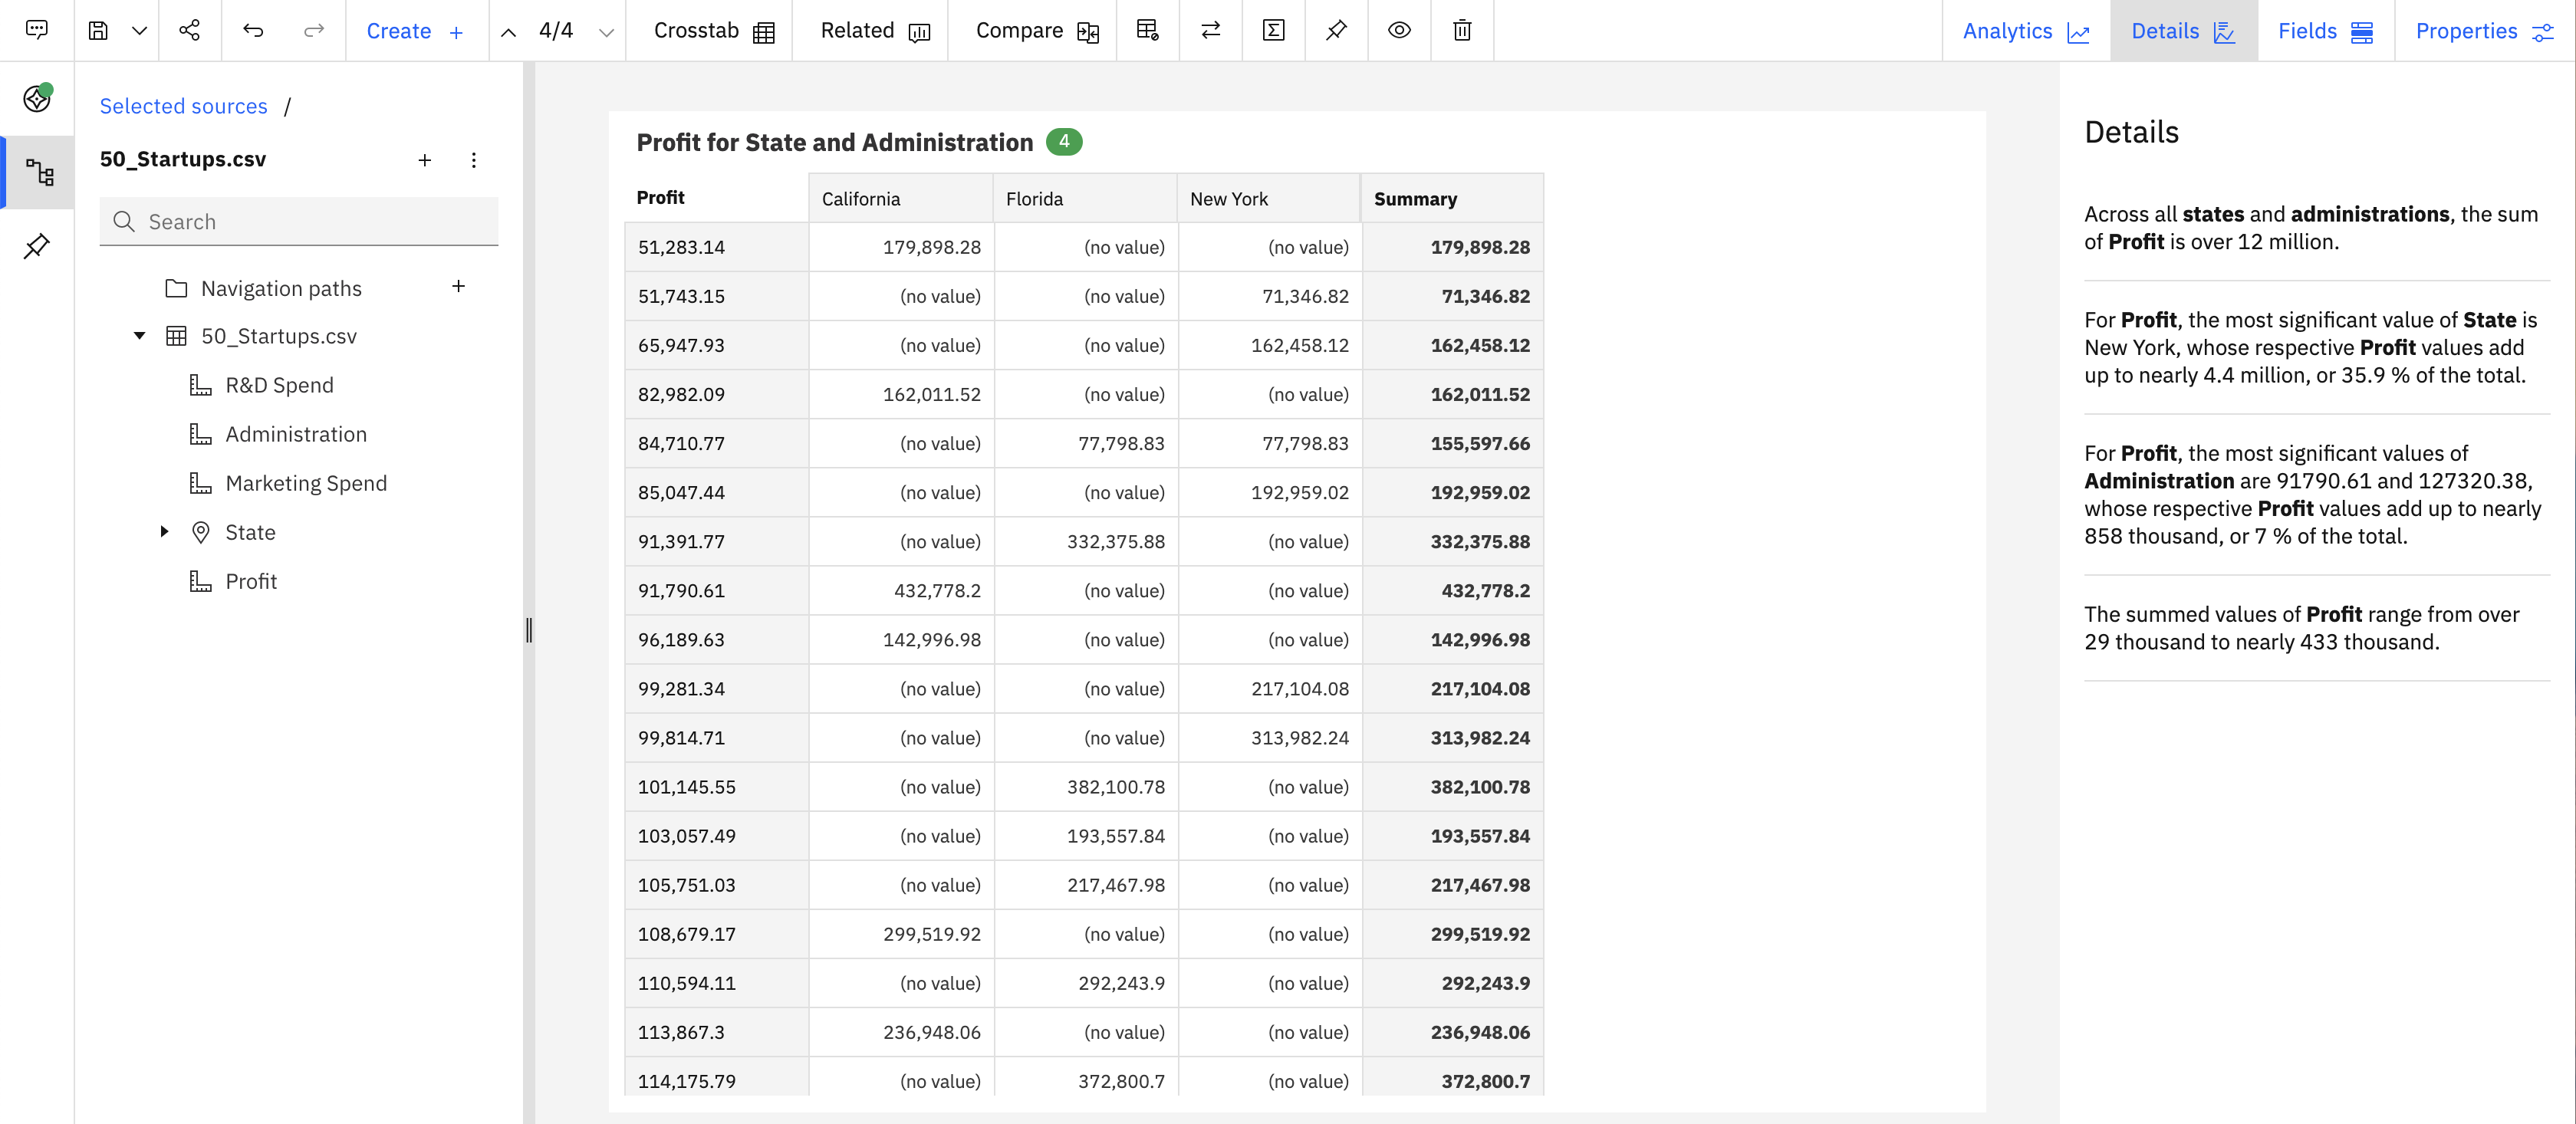 Create
4/4
Crosstab
Related
Compare
Analytics
Details
Fields
Properties
Selected sources /
50_Startups.csv
Search
Navigation paths
50_Startups.csv
R&D Spend
Administration
Marketing Spend
State
Profit
Profit for State and Administration 4
Profit California Florida New York Summary
51,283.14 179,898.28 (no value) (no value) 179,898.28
51,743.15 (no value) (no value) 71,346.82 71,346.82
65,947.93 (no value) (no value) 162,458.12 162,458.12
82,982.09 162,011.52 (no value) (no value) 162,011.52
84,710.77 (no value) 77,798.83 77,798.83 155,597.66
85,047.44 (no value) (no value) 192,959.02 192,959.02
91,391.77 (no value) 332,375.88 (no value) 332,375.88
91,790.61 432,778.2 (no value) (no value) 432,778.2
96,189.63 142,996.98 (no value) (no value) 142,996.98
99,281.34 (no value) (no value) 217,104.08 217,104.08
99,814.71 (no value) (no value) 313,982.24 313,982.24
101,145.55 (no value) 382,100.78 (no value) 382,100.78
103,057.49 (no value) 193,557.84 (no value) 193,557.84
105,751.03 (no value) 217,467.98 (no value) 217,467.98
108,679.17 299,519.92 (no value) (no value) 299,519.92
110,594.11 (no value) 292,243.9 (no value) 292,243.9
113,867.3 236,948.06 (no value) (no value) 236,948.06
114,175.79 (no value) 372,800.7 (no value) 372,800.7
Details
Across all states and administrations, the sum
of Profit is over 12 million.
For Profit, the most significant value of State is
New York, whose respective Profit values add
up to nearly 4.4 million, or 35.9 % of the total.
For Profit, the most significant values of
Administration are 91790.61 and 127320.38,
whose respective Profit values add up to nearly
858 thousand, or 7 % of the total.
The summed values of Profit range from over
29 thousand to nearly 433 thousand.